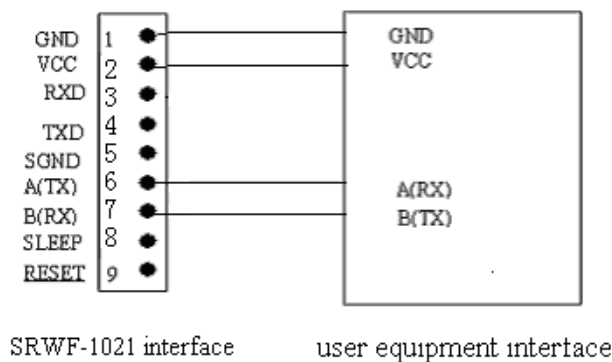 GND 1 GND
VCC 2 VCC
RXD 3
TXD 4
SGND 5
A(TX) 6 A(RX)
B(RX) 7 B(TX)
SLEEP 8
RESET 9
SRWF-1021 interface user equipment intertace